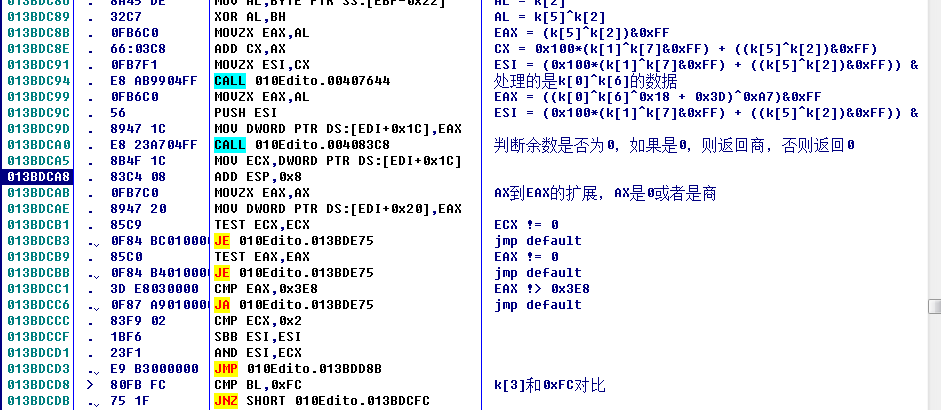 013BDC86 . 8A45 DE MOV AL,BYTE PTR SS:[EBP-0x22] AL = k[2]
013BDC89 . 32C7 XOR AL,BH AL = k[5]^k[2]
013BDC8B . 0FB6C0 MOVZX EAX,AL EAX = (k[5]^k[2])&0xFF
013BDC8E . 66:03C8 ADD CX,AX CX = 0x100*(k[1]^k[7]&0xFF) + ((k[5]^k[2]&0xFF)
013BDC91 . 0FB7F1 MOVZX ESI,CX ESI = (0x100*(k[1]^k[7]&0xFF) + ((k[5]^k[2])&0xFF)) &
013BDC94 . E8 AB9904FF CALL 010Edito.00407644 处理的是k[0]^k[6]的数据
013BDC99 . 0FB6C0 MOVZX EAX,AL EAX = ((k[0]^k[6]^0x18 + 0x3D)^0xA7)&0xFF
013BDC9C . 56 PUSH ESI ESI = (0x100*(k[1]^k[7]&0xFF) + ((k[5]^k[2])&0xFF)) &
013BDC9D . 8947 1C MOV DWORD PTR DS:[EDI+0x1C],EAX
013BDCA0 . E8 23A704FF CALL 010Edito.004083C8 判断余数是否为0，如果是0，则返回商，否则返回0
013BDCA5 . 8B4F 1C MOV ECX,DWORD PTR DS:[EDI+0x1C]
013BDCA8 . 83C4 08 ADD ESP,0x8
013BDCAB . 0FB7C0 MOVZX EAX,AX AX到EAX的扩展，AX是0或者是商
013BDCAE . 8947 20 MOV DWORD PTR DS:[EDI+0x20],EAX
013BDCB1 . 85C9 TEST ECX,ECX ECX != 0
013BDCB3 .⌄ 0F84 BC010000 JE 010Edito.013BDE75 jmp default
013BDCB9 . 85C0 TEST EAX,EAX EAX != 0
013BDCBB .⌄ 0F84 B4010000 JE 010Edito.013BDE75 jmp default
013BDCC1 . 3D E8030000 CMP EAX,0x3E8 EAX !> 0x3E8
013BDCC6 .⌄ 0F87 A9010000 JA 010Edito.013BDE75 jmp default
013BDCCC . 83F9 02 CMP ECX,0x2
013BDCCF . 1BF6 SBB ESI,ESI
013BDCD1 . 23F1 AND ESI,ECX
013BDCD3 .⌄ E9 B3000000 JMP 010Edito.013BDD8B
013BDCD8 > 80FB FC CMP BL,0xFC k[3]和0xFC对比
013BDCDB .⌄ 75 1F JNZ SHORT 010Edito.013BDCFC